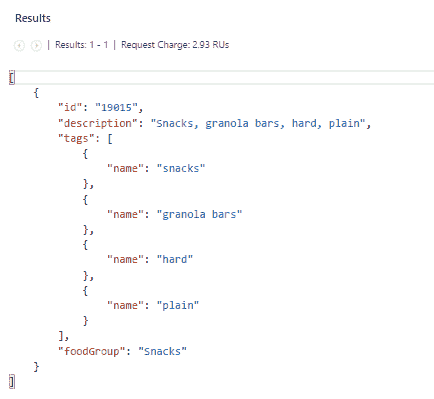 Results
| Results: 1 - 1 | Request Charge: 2.93 RUs
[
    {
        "id": "19015",
        "description": "Snacks, granola bars, hard, plain",
        "tags": [
            {
                "name": "snacks"
            },
            {
                "name": "granola bars"
            },
            {
                "name": "hard"
            },
            {
                "name": "plain"
            }
        ],
        "foodGroup": "Snacks"
    }
]